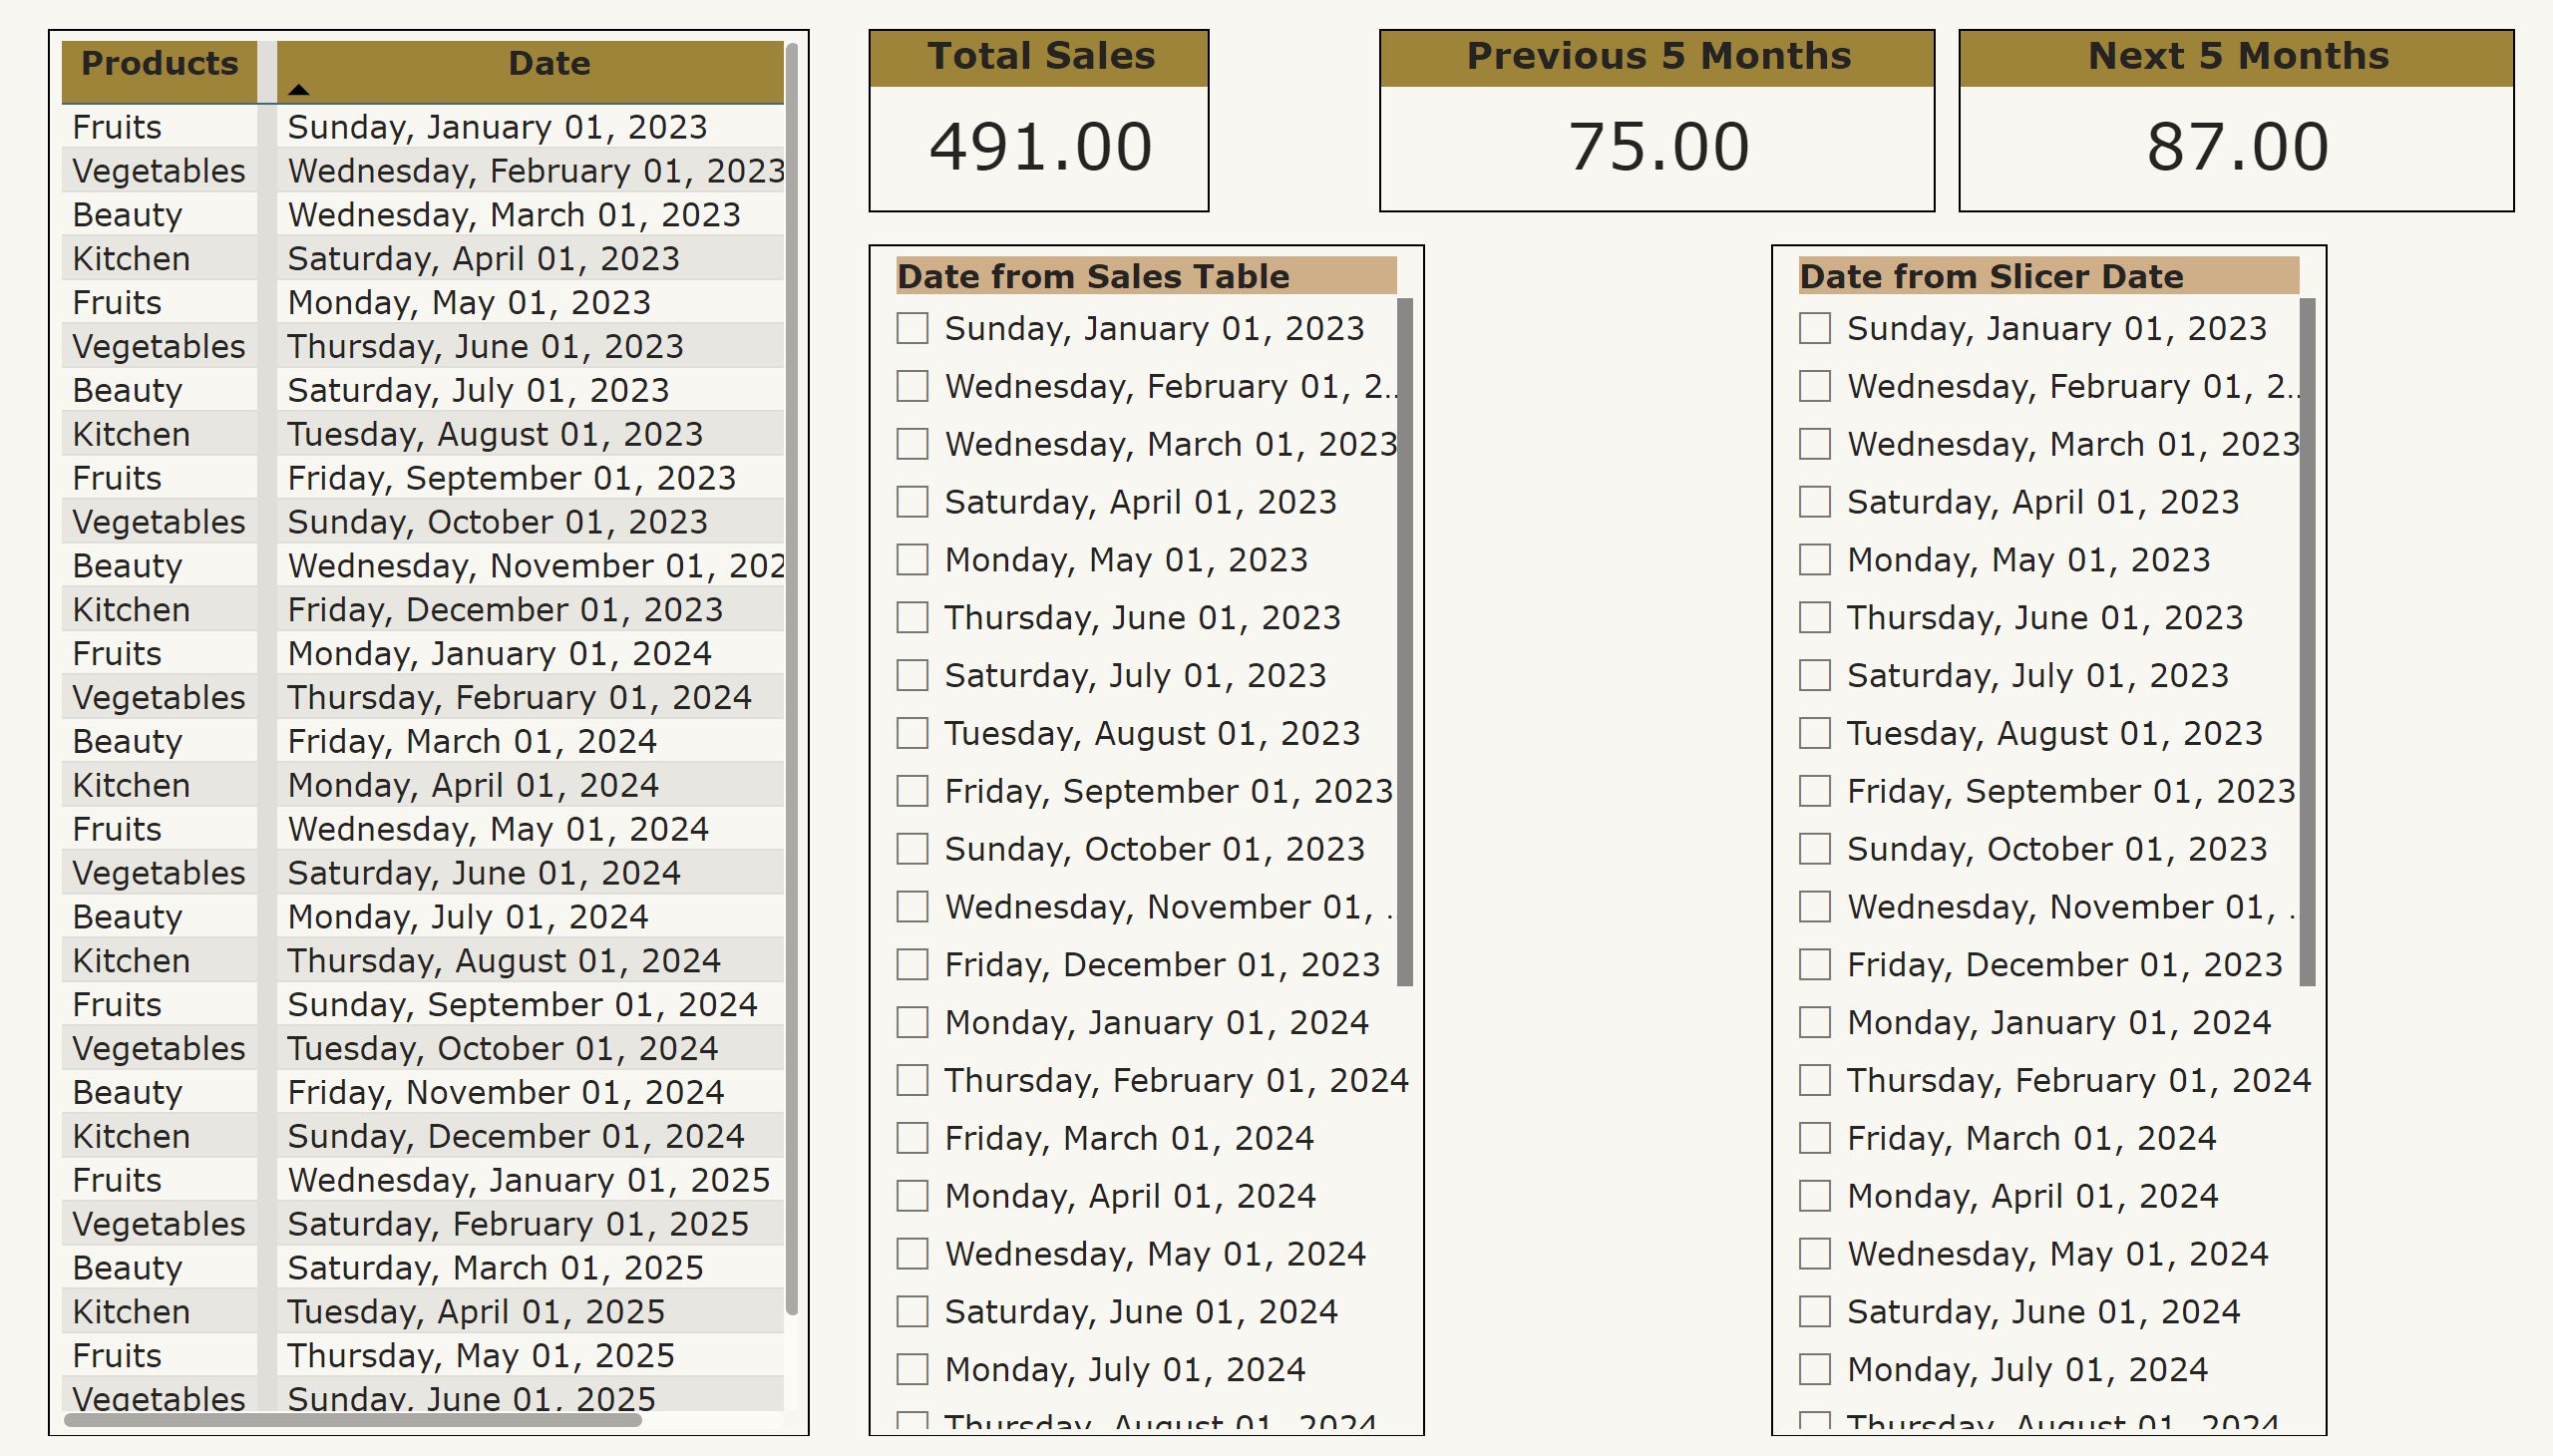 Products Date
Fruits Sunday, January 01, 2023
Vegetables Wednesday, February 01, 2023
Beauty Wednesday, March 01, 2023
Kitchen Saturday, April 01, 2023
Fruits Monday, May 01, 2023
Vegetables Thursday, June 01, 2023
Beauty Saturday, July 01, 2023
Kitchen Tuesday, August 01, 2023
Fruits Friday, September 01, 2023
Vegetables Sunday, October 01, 2023
Beauty Wednesday, November 01, 202
Kitchen Friday, December 01, 2023
Fruits Monday, January 01, 2024
Vegetables Thursday, February 01, 2024
Beauty Friday, March 01, 2024
Kitchen Monday, April 01, 2024
Fruits Wednesday, May 01, 2024
Vegetables Saturday, June 01, 2024
Beauty Monday, July 01, 2024
Kitchen Thursday, August 01, 2024
Fruits Sunday, September 01, 2024
Vegetables Tuesday, October 01, 2024
Beauty Friday, November 01, 2024
Kitchen Sunday, December 01, 2024
Fruits Wednesday, January 01, 2025
Vegetables Saturday, February 01, 2025
Beauty Saturday, March 01, 2025
Kitchen Tuesday, April 01, 2025
Fruits Thursday, May 01, 2025
Vegetables Sunday, June 01, 2025
Total Sales
491.00
Previous 5 Months
75.00
Next 5 Months
87.00
Date from Sales Table
Sunday, January 01, 2023
Wednesday, February 01, 2...
Wednesday, March 01, 2023
Saturday, April 01, 2023
Monday, May 01, 2023
Thursday, June 01, 2023
Saturday, July 01, 2023
Tuesday, August 01, 2023
Friday, September 01, 2023
Sunday, October 01, 2023
Wednesday, November 01, ...
Friday, December 01, 2023
Monday, January 01, 2024
Thursday, February 01, 2024
Friday, March 01, 2024
Monday, April 01, 2024
Wednesday, May 01, 2024
Saturday, June 01, 2024
Monday, July 01, 2024
Thursday, August 01, 2024
Date from Slicer Date
Sunday, January 01, 2023
Wednesday, February 01, 2...
Wednesday, March 01, 2023
Saturday, April 01, 2023
Monday, May 01, 2023
Thursday, June 01, 2023
Saturday, July 01, 2023
Tuesday, August 01, 2023
Friday, September 01, 2023
Sunday, October 01, 2023
Wednesday, November 01, ...
Friday, December 01, 2023
Monday, January 01, 2024
Thursday, February 01, 2024
Friday, March 01, 2024
Monday, April 01, 2024
Wednesday, May 01, 2024
Saturday, June 01, 2024
Monday, July 01, 2024
Thursday, August 01, 2024